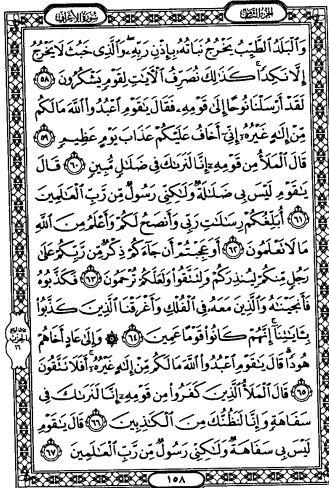 الجزء الثامن
سورة الأعراف
وَالْبَلَدُ الطَّيِّبُ يَخْرُجُ نَبَاتُهُ بِإِذْنِ رَبِّهِ وَالَّذِي خَبُثَ لَا يَخْرُجُ
إِلَّا نَكِدًا كَذَٰلِكَ نُصَرِّفُ الْآيَاتِ لِقَوْمٍ يَشْكُرُونَ ٥٨
لَقَدْ أَرْسَلْنَا نُوحًا إِلَىٰ قَوْمِهِ فَقَالَ يَا قَوْمِ اعْبُدُوا اللَّهَ مَا لَكُم
مِّنْ إِلَٰهٍ غَيْرُهُ إِنِّي أَخَافُ عَلَيْكُمْ عَذَابَ يَوْمٍ عَظِيمٍ ٥٩
قَالَ الْمَلَأُ مِن قَوْمِهِ إِنَّا لَنَرَاكَ فِي ضَلَالٍ مُّبِينٍ ٦٠ قَالَ
يَا قَوْمِ لَيْسَ بِي ضَلَالَةٌ وَلَٰكِنِّي رَسُولٌ مِّن رَّبِّ الْعَالَمِينَ
٦١ أُبَلِّغُكُمْ رِسَالَاتِ رَبِّي وَأَنصَحُ لَكُمْ وَأَعْلَمُ مِنَ اللَّهِ
مَا لَا تَعْلَمُونَ ٦٢ أَوَعَجِبْتُمْ أَن جَاءَكُمْ ذِكْرٌ مِّن رَّبِّكُمْ عَلَىٰ
رَجُلٍ مِّنكُمْ لِيُنذِرَكُمْ وَلِتَتَّقُوا وَلَعَلَّكُمْ تُرْحَمُونَ ٦٣ فَكَذَّبُوهُ
فَأَنجَيْنَاهُ وَالَّذِينَ مَعَهُ فِي الْفُلْكِ وَأَغْرَقْنَا الَّذِينَ كَذَّبُوا
بِآيَاتِنَا إِنَّهُمْ كَانُوا قَوْمًا عَمِينَ ٦٤ ۞ وَإِلَىٰ عَادٍ أَخَاهُمْ
هُودًا قَالَ يَا قَوْمِ اعْبُدُوا اللَّهَ مَا لَكُم مِّنْ إِلَٰهٍ غَيْرُهُ أَفَلَا تَتَّقُونَ
٦٥ قَالَ الْمَلَأُ الَّذِينَ كَفَرُوا مِن قَوْمِهِ إِنَّا لَنَرَاكَ فِي
سَفَاهَةٍ وَإِنَّا لَنَظُنُّكَ مِنَ الْكَاذِبِينَ ٦٦ قَالَ يَا قَوْمِ
لَيْسَ بِي سَفَاهَةٌ وَلَٰكِنِّي رَسُولٌ مِّن رَّبِّ الْعَالَمِينَ ٦٧
الحزب
١٦
١٥٨